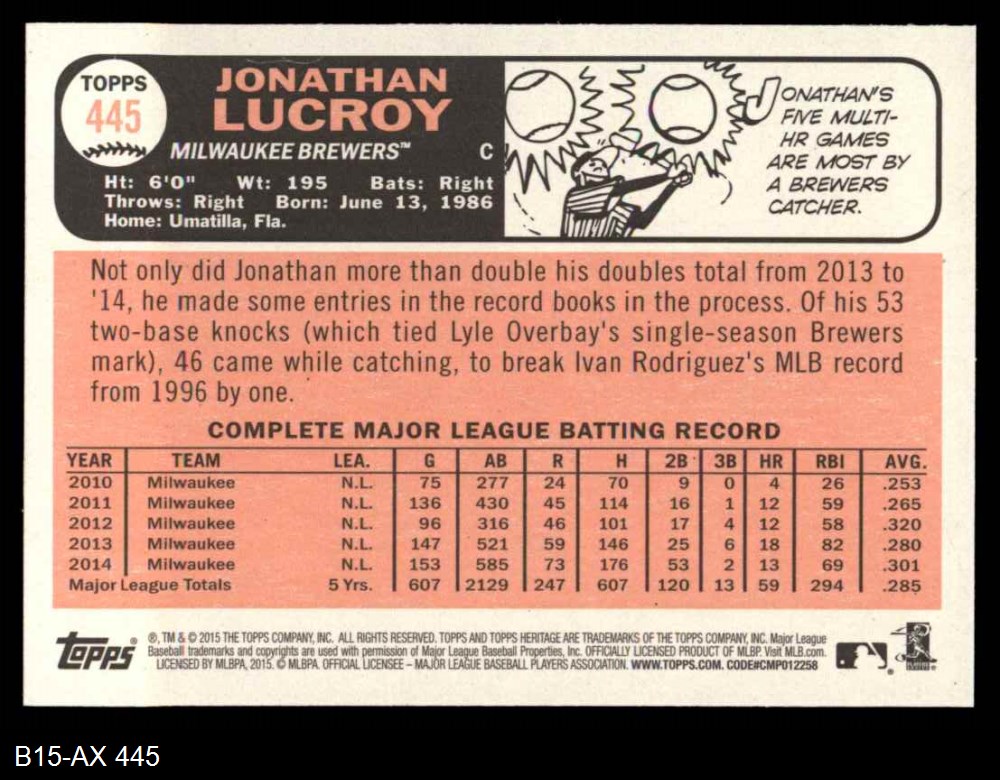 TOPPS
445
JONATHAN
LUCROY
MILWAUKEE BREWERS™ C
Ht: 6'0" Wt: 195 Bats: Right
Throws: Right Born: June 13, 1986
Home: Umatilla, Fla.
JONATHAN'S
FIVE MULTI-
HR GAMES
ARE MOST BY
A BREWERS
CATCHER.
Not only did Jonathan more than double his doubles total from 2013 to
'14, he made some entries in the record books in the process. Of his 53
two-base knocks (which tied Lyle Overbay's single-season Brewers
mark), 46 came while catching, to break Ivan Rodriguez's MLB record
from 1996 by one.
COMPLETE MAJOR LEAGUE BATTING RECORD
YEAR TEAM LEA. G AB R H 2B 3B HR RBI AVG.
2010 Milwaukee N.L. 75 277 24 70 9 0 4 26 .253
2011 Milwaukee N.L. 136 430 45 114 16 1 12 59 .265
2012 Milwaukee N.L. 96 316 46 101 17 4 12 58 .320
2013 Milwaukee N.L. 147 521 59 146 25 6 18 82 .280
2014 Milwaukee N.L. 153 585 73 176 53 2 13 69 .301
Major League Totals 5 Yrs. 607 2129 247 607 120 13 59 294 .285
topps®
®, TM & © 2015 THE TOPPS COMPANY, INC. ALL RIGHTS RESERVED. TOPPS AND TOPPS HERITAGE ARE TRADEMARKS OF THE TOPPS COMPANY, INC. Major League
Baseball trademarks and copyrights are used with permission of Major League Baseball Properties, Inc. OFFICIALLY LICENSED PRODUCT OF MLBP. Visit MLB.com.
LICENSED BY MLBPA, 2015. © MLBPA. OFFICIAL LICENSEE – MAJOR LEAGUE BASEBALL PLAYERS ASSOCIATION. WWW.TOPPS.COM. CODE#CMP012258
B15-AX 445